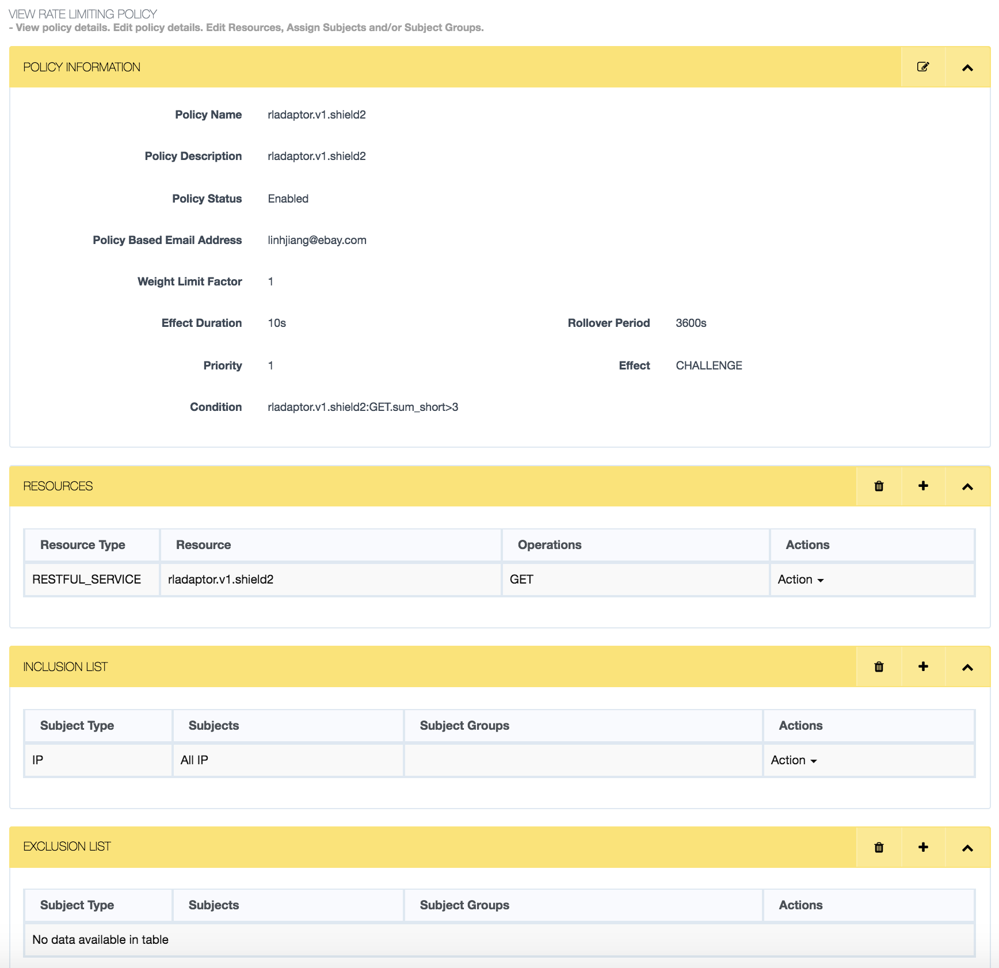 VIEW RATE LIMITING POLICY
- View policy details. Edit policy details. Edit Resources, Assign Subjects and/or Subject Groups.
POLICY INFORMATION
Policy Name rladaptor.v1.shield2
Policy Description rladaptor.v1.shield2
Policy Status Enabled
Policy Based Email Address linhjiang@ebay.com
Weight Limit Factor 1
Effect Duration 10s Rollover Period 3600s
Priority 1 Effect CHALLENGE
Condition rladaptor.v1.shield2:GET.sum_short>3
RESOURCES
Resource Type Resource Operations Actions
RESTFUL_SERVICE rladaptor.v1.shield2 GET Action
INCLUSION LIST
Subject Type Subjects Subject Groups Actions
IP All IP Action
EXCLUSION LIST
Subject Type Subjects Subject Groups Actions
No data available in table